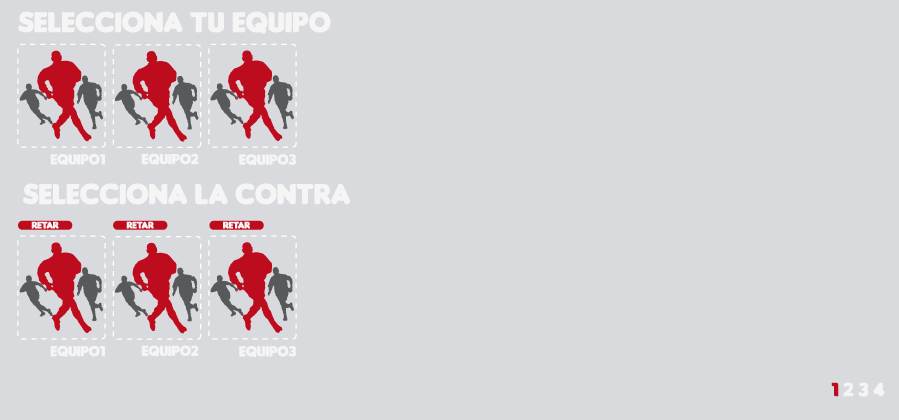 SELECCIONA TU EQUIPO
EQUIPO1 EQUIPO2 EQUIPO3
SELECCIONA LA CONTRA
RETAR RETAR RETAR
EQUIPO1 EQUIPO2 EQUIPO3
1 2 3 4